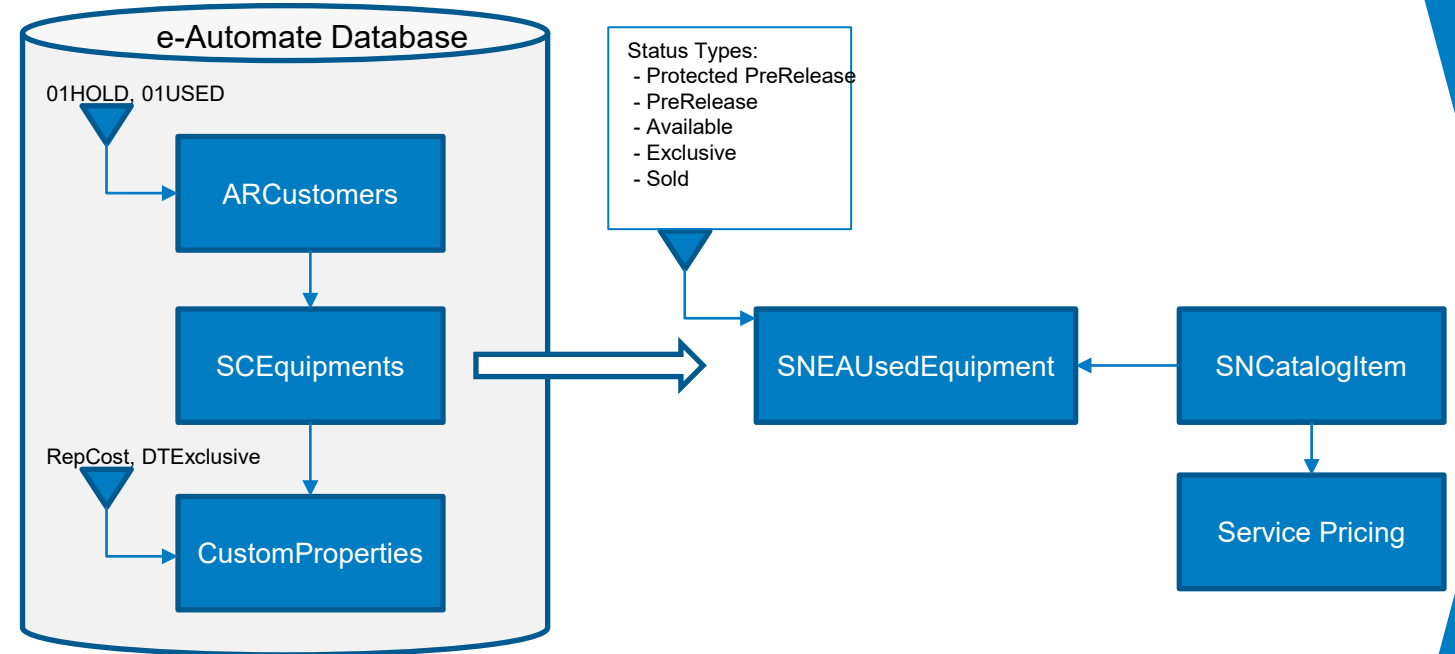 e-Automate Database
01HOLD, 01USED
ARCustomers
SCEquipments
RepCost, DTExclusive
CustomProperties
Status Types:
- Protected PreRelease
- PreRelease
- Available
- Exclusive
- Sold
SNEAUsedEquipment
SNCatalogItem
Service Pricing